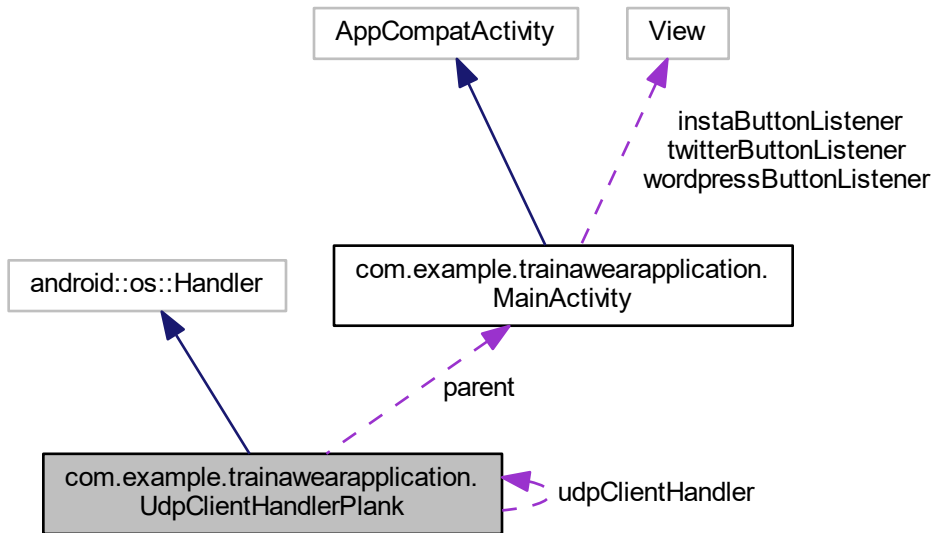 AppCompatActivity
View
instaButtonListener
twitterButtonListener
wordpressButtonListener
android::os::Handler
com.example.trainawearapplication.
MainActivity
parent
com.example.trainawearapplication.
UdpClientHandlerPlank
udpClientHandler